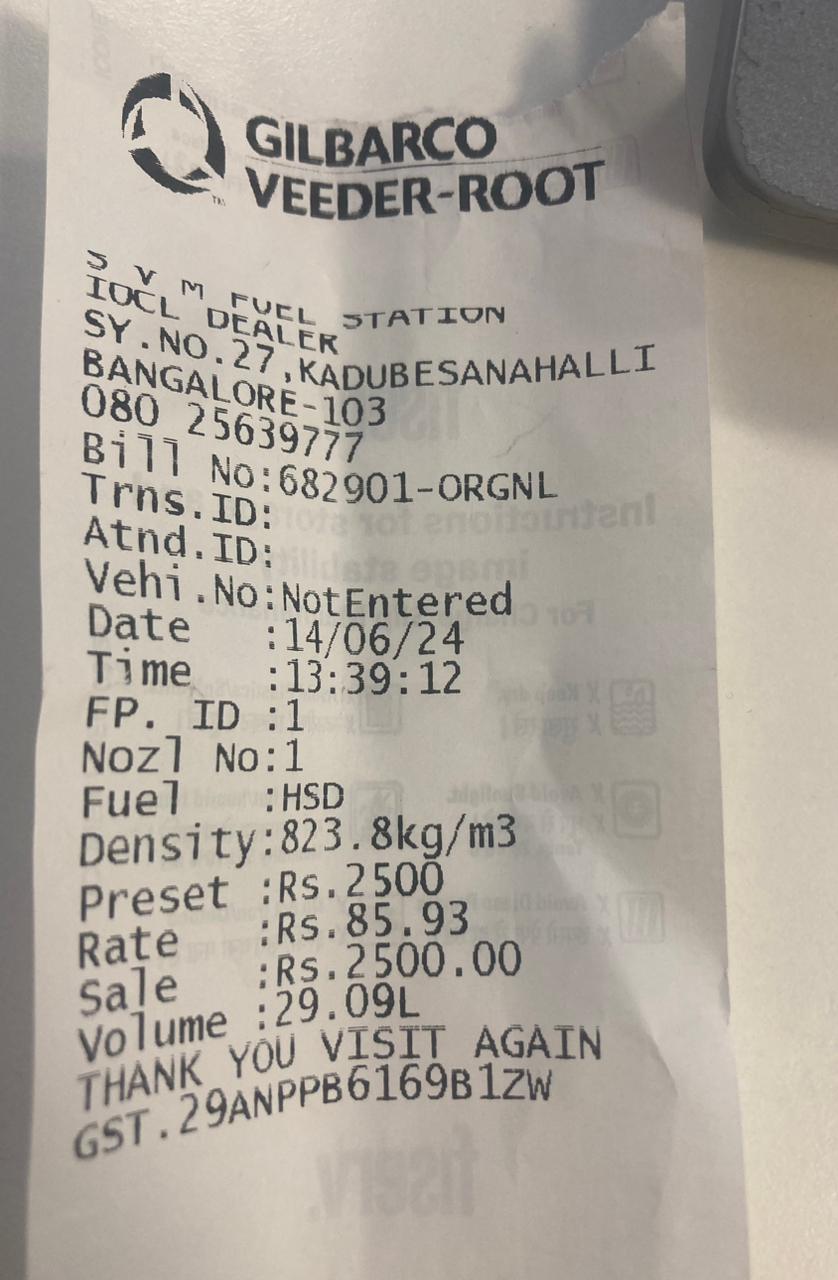 GILBARCO
VEEDER-ROOT
S V M FUEL STATION
IOCL DEALER
SY.NO.27,KADUBESANAHALLI
BANGALORE-103
080 25639777
Bill No:682901-ORGNL
Trns.ID:
Atnd.ID:
Vehi.No:NotEntered
Date :14/06/24
Time :13:39:12
FP. ID :1
Nozl No:1
Fuel :HSD
Density:823.8kg/m3
Preset :Rs.2500
Rate :Rs.85.93
Sale :Rs.2500.00
Volume :29.09L
THANK YOU VISIT AGAIN
GST.29ANPPB6169B1ZW
fiserv.